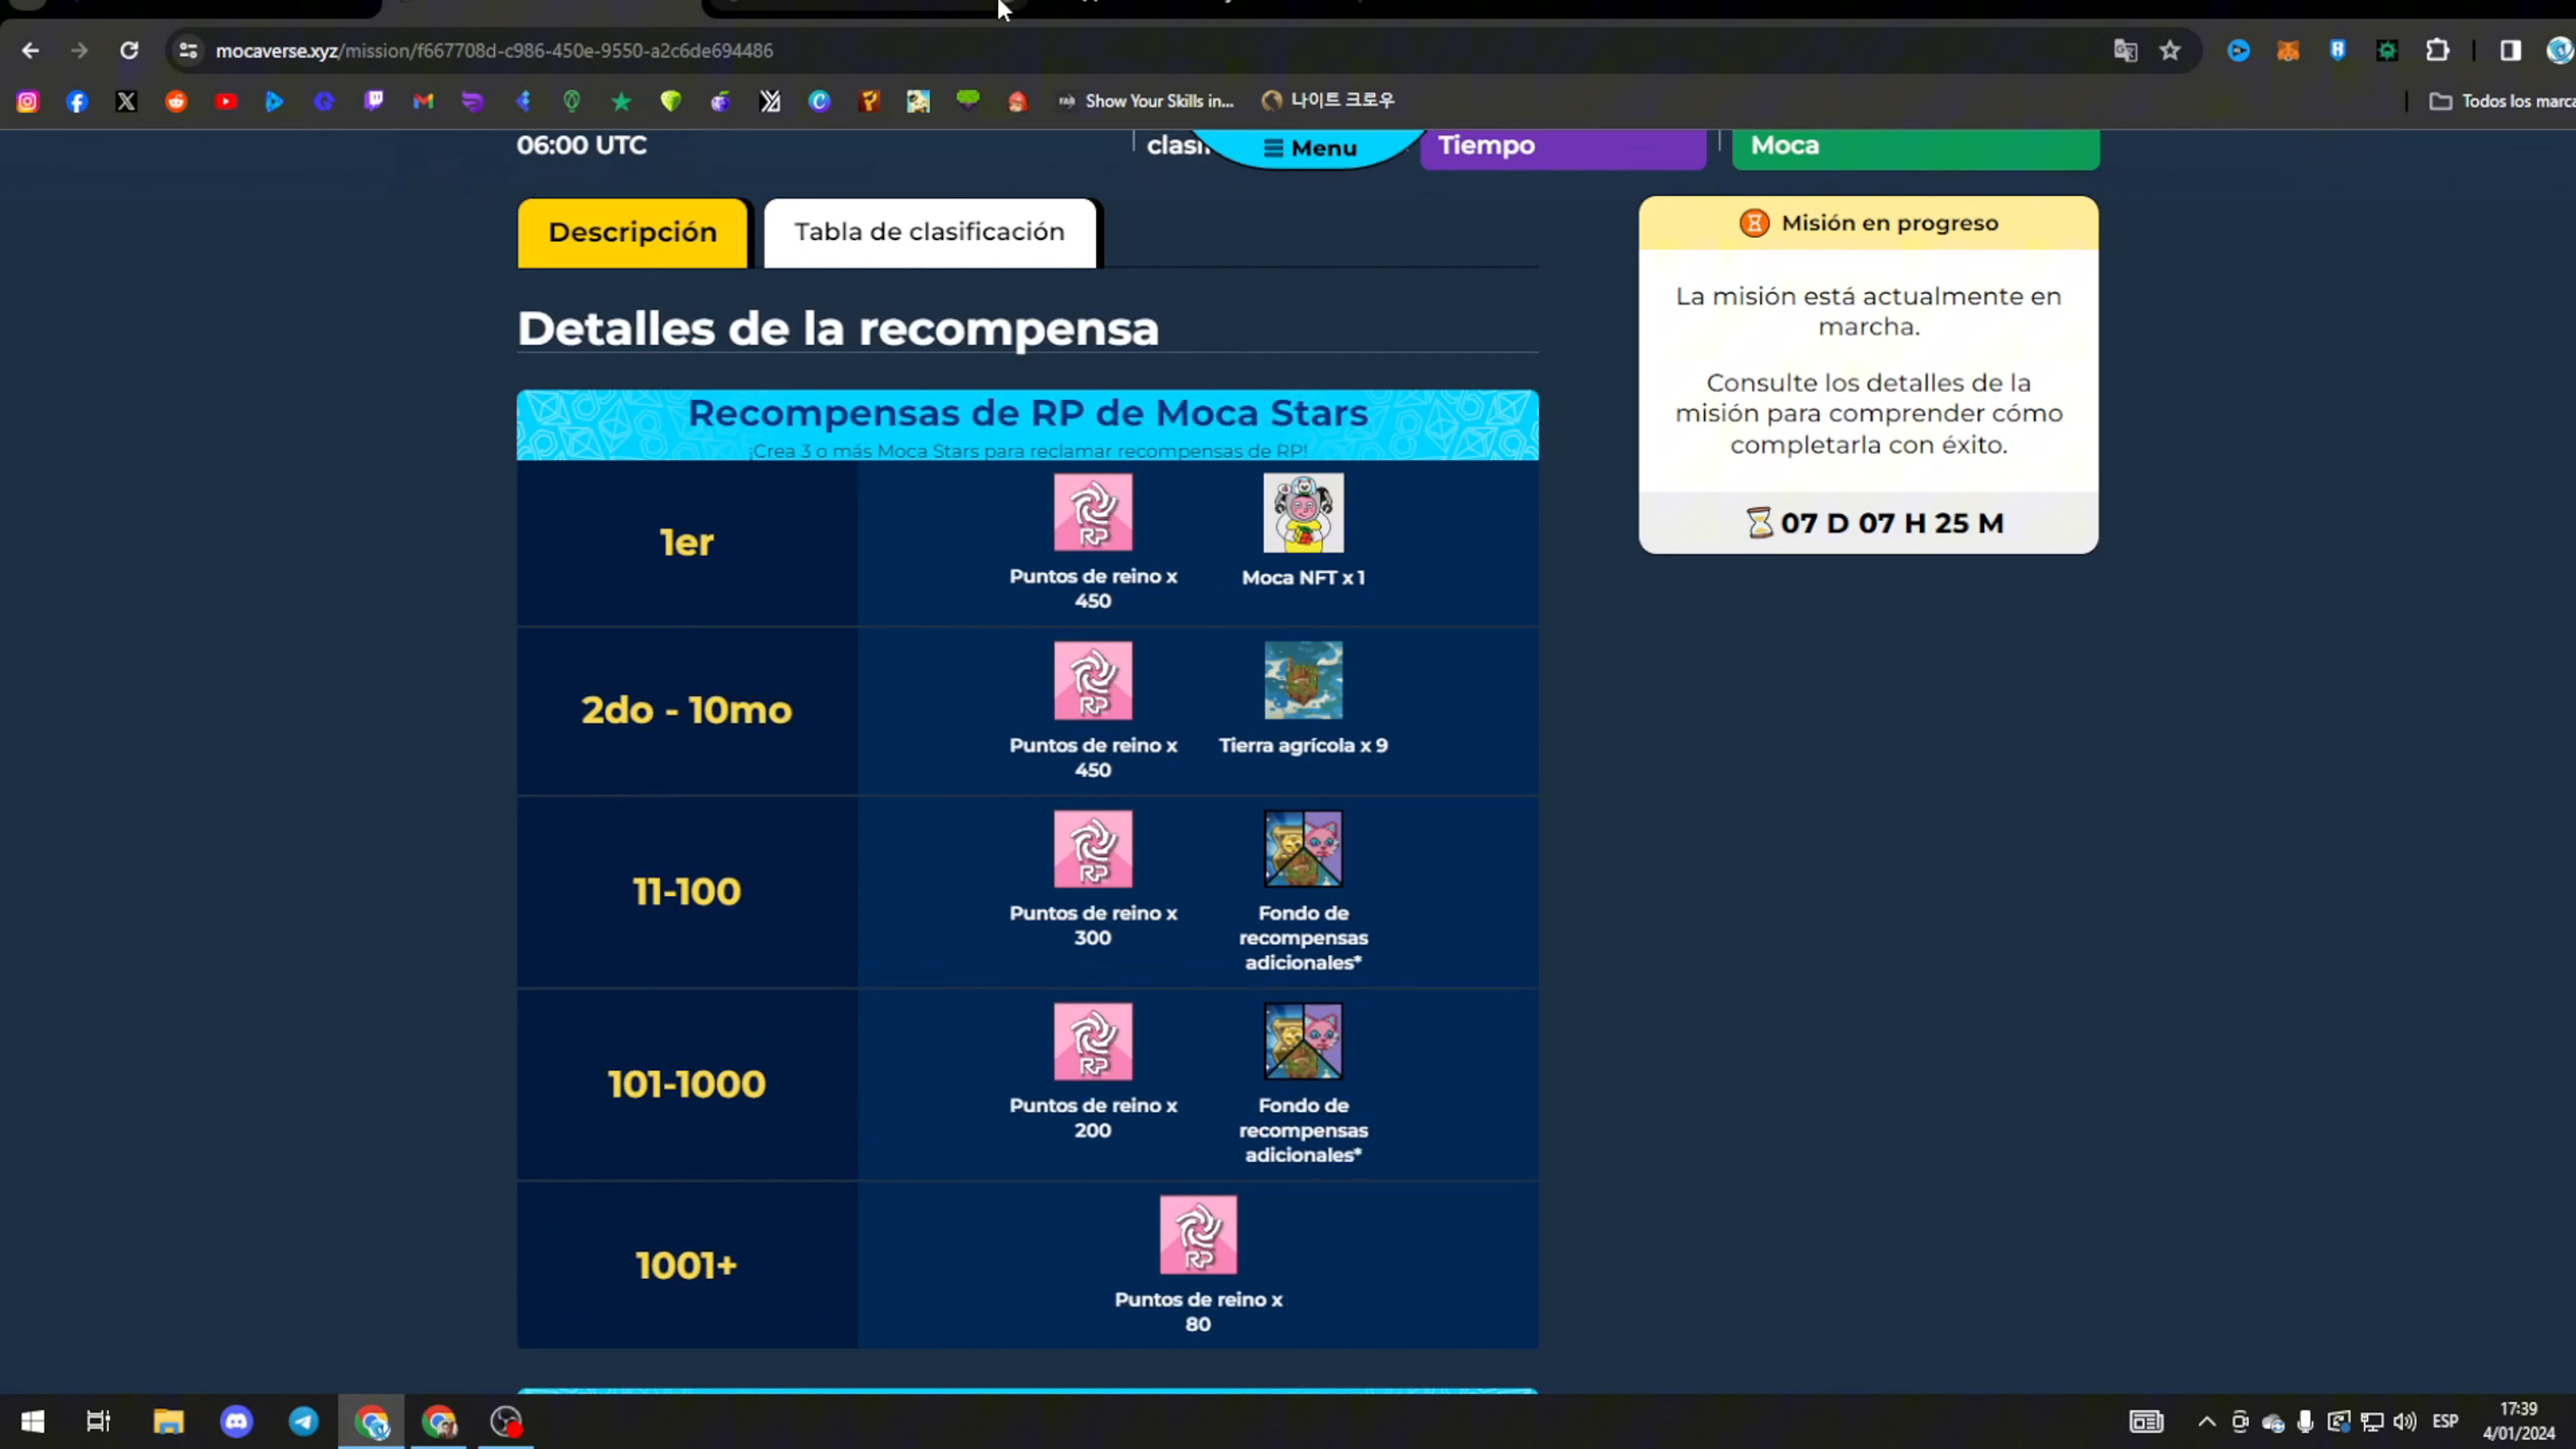 mocaverse.xyz/mission/f667708d-c986-450e-9550-a2c6de694486
Show Your Skills in...
나이트 크로우
Todos los marca
06:00 UTC
Menu
Tiempo
Moca
Descripción
Tabla de clasificación
Misión en progreso
La misión está actualmente en
marcha.
Consulte los detalles de la
misión para comprender cómo
completarla con éxito.
07 D 07 H 25 M
Detalles de la recompensa
Recompensas de RP de Moca Stars
¡Crea 3 o más Moca Stars para reclamar recompensas de RP!
1er
RP
Puntos de reino x
450
Moca NFT x 1
2do - 10mo
RP
Puntos de reino x
450
Tierra agrícola x 9
11-100
RP
Puntos de reino x
300
Fondo de
recompensas
adicionales*
101-1000
RP
Puntos de reino x
200
Fondo de
recompensas
adicionales*
1001+
RP
Puntos de reino x
80
ESP
17:39
4/01/2024